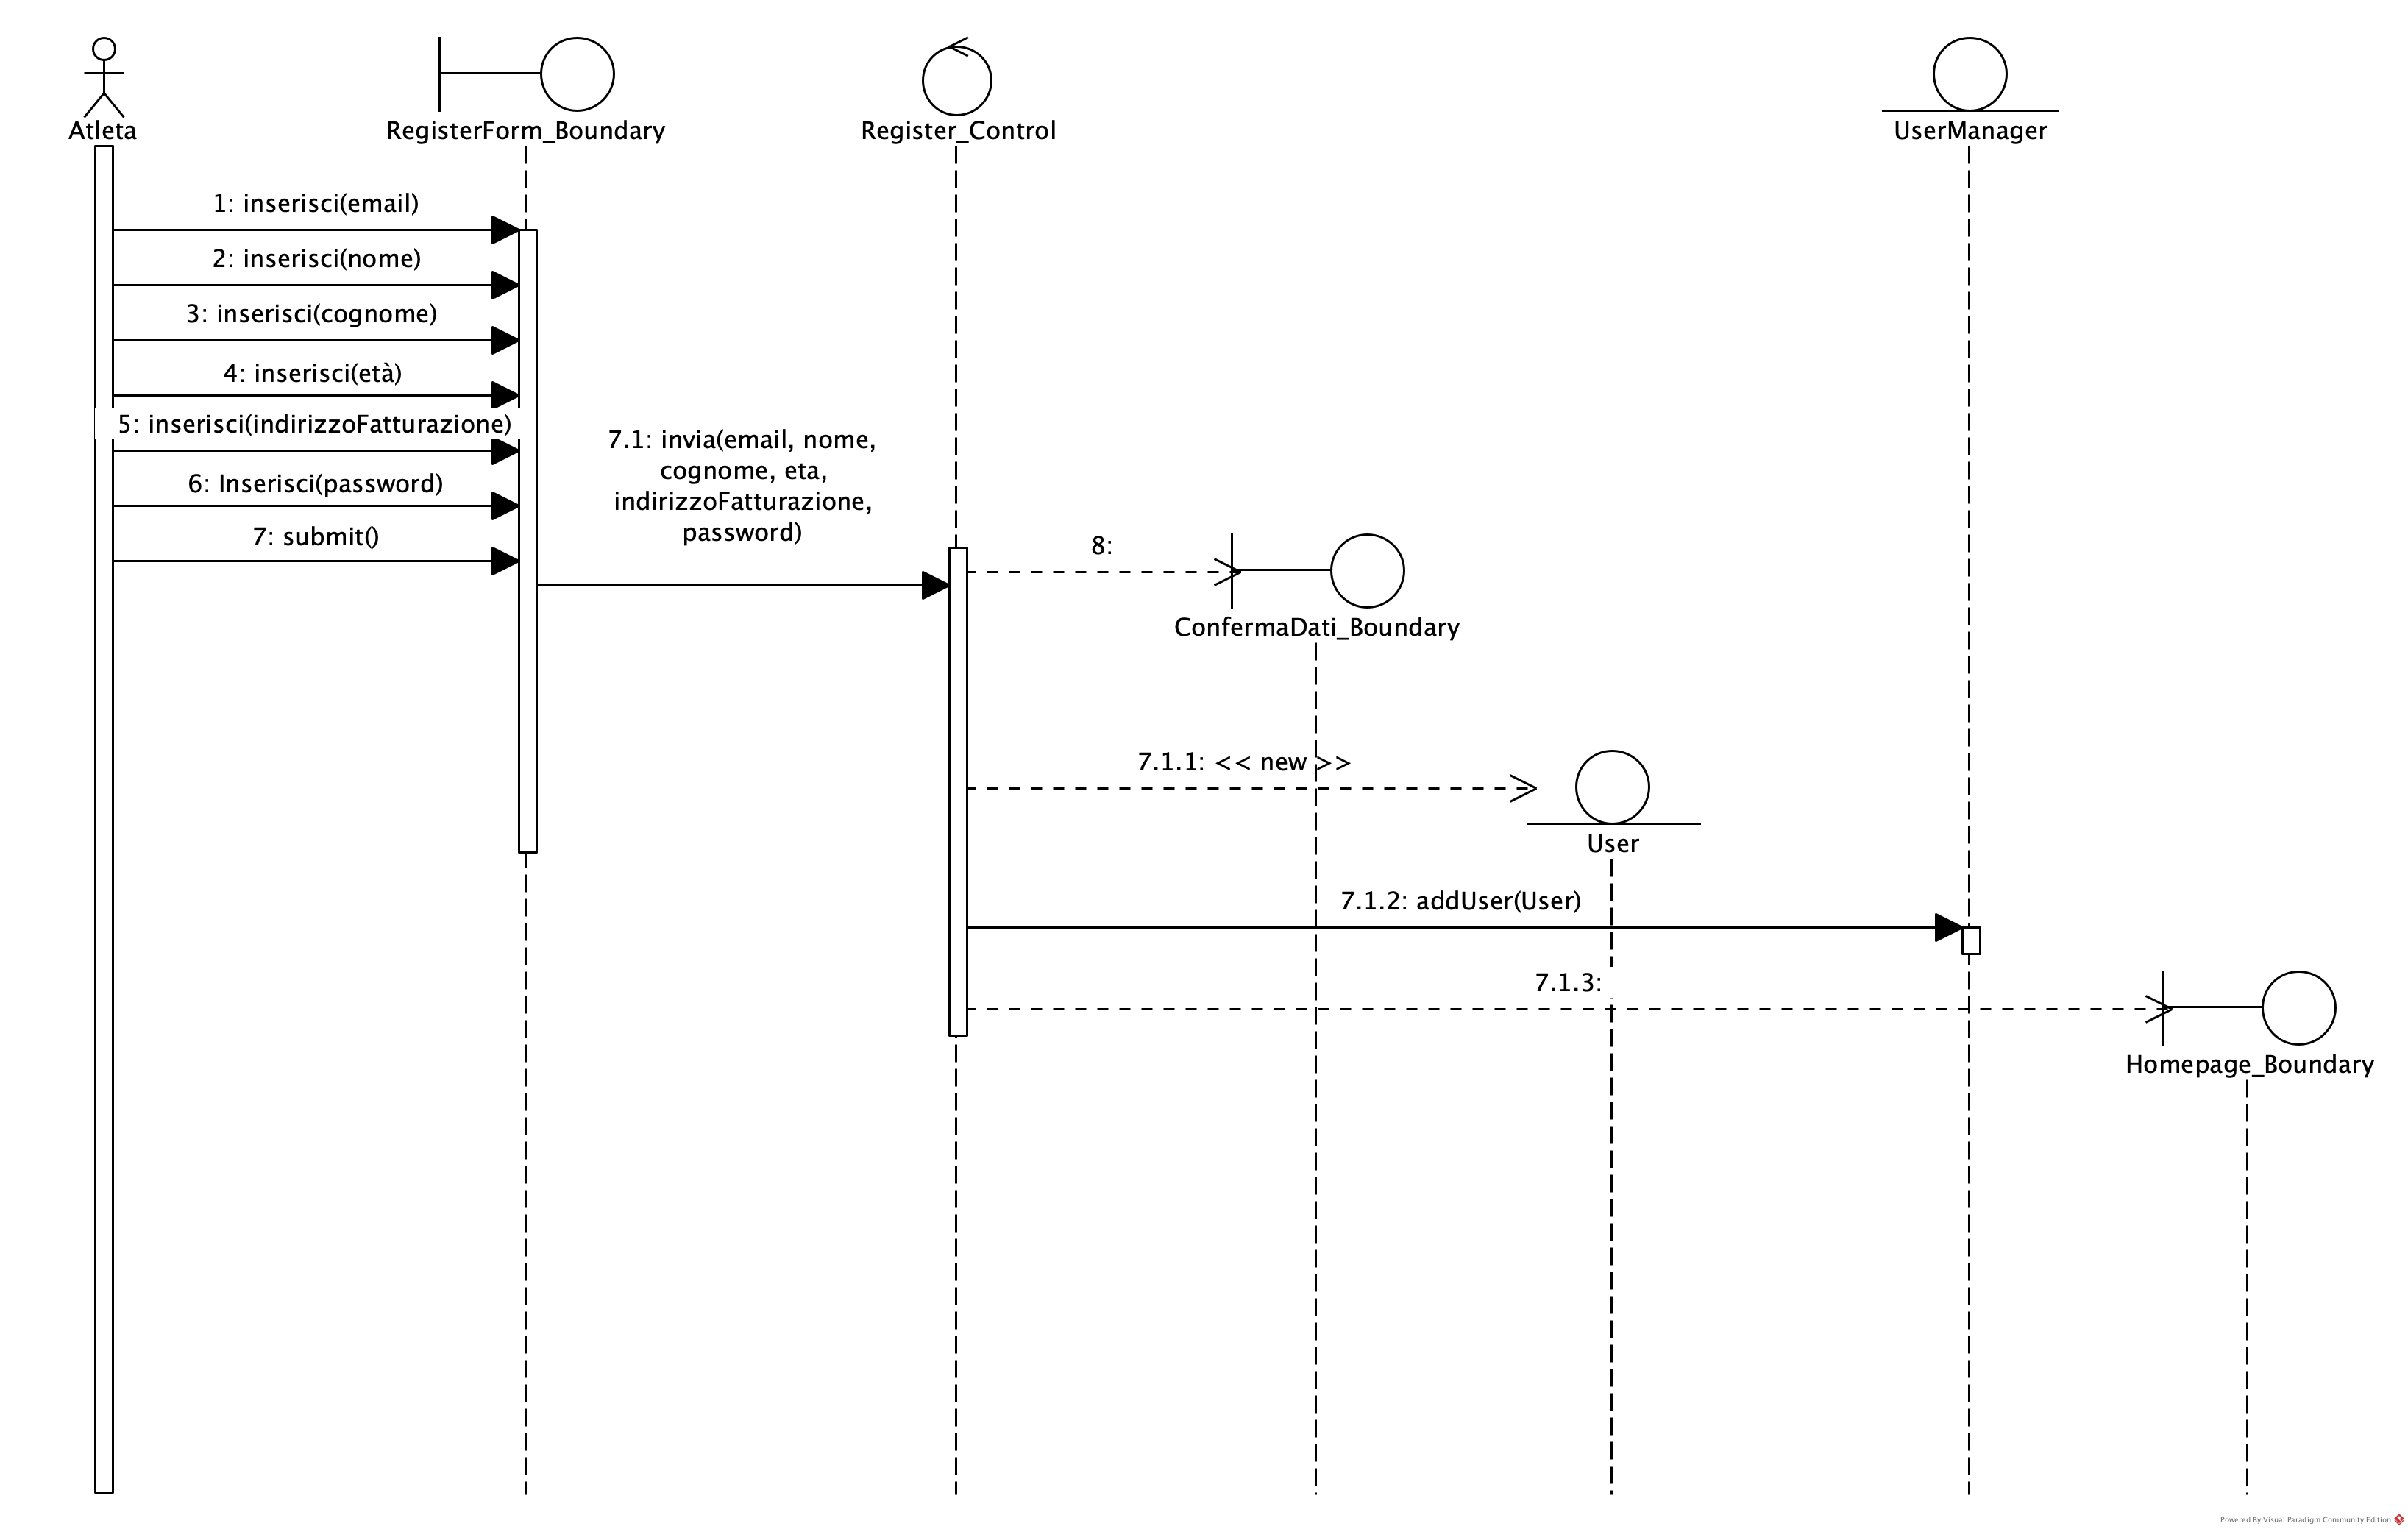 Atleta
RegisterForm_Boundary
Register_Control
UserManager
1: inserisci(email)
2: inserisci(nome)
3: inserisci(cognome)
4: inserisci(età)
5: inserisci(indirizzoFatturazione)
6: Inserisci(password)
7: submit()
7.1: invia(email, nome,
cognome, eta,
indirizzoFatturazione,
password)
8:
ConfermaDati_Boundary
7.1.1: << new >>
User
7.1.2: addUser(User)
7.1.3:
Homepage_Boundary
Powered By Visual Paradigm Community Edition